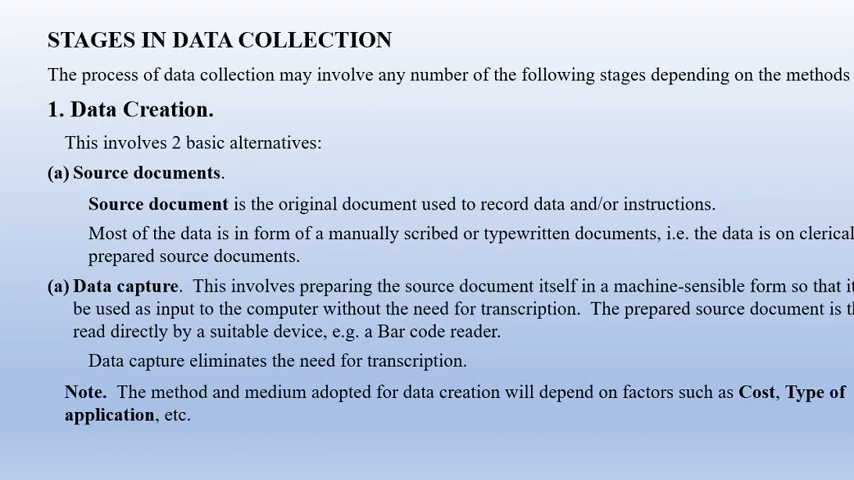 STAGES IN DATA COLLECTION
The process of data collection may involve any number of the following stages depending on the methods
1. Data Creation.
This involves 2 basic alternatives:
(a) Source documents.
Source document is the original document used to record data and/or instructions.
Most of the data is in form of a manually scribed or typewritten documents, i.e. the data is on clerical
prepared source documents.
(a) Data capture. This involves preparing the source document itself in a machine-sensible form so that it
be used as input to the computer without the need for transcription. The prepared source document is th
read directly by a suitable device, e.g. a Bar code reader.
Data capture eliminates the need for transcription.
Note. The method and medium adopted for data creation will depend on factors such as Cost, Type of
application, etc.